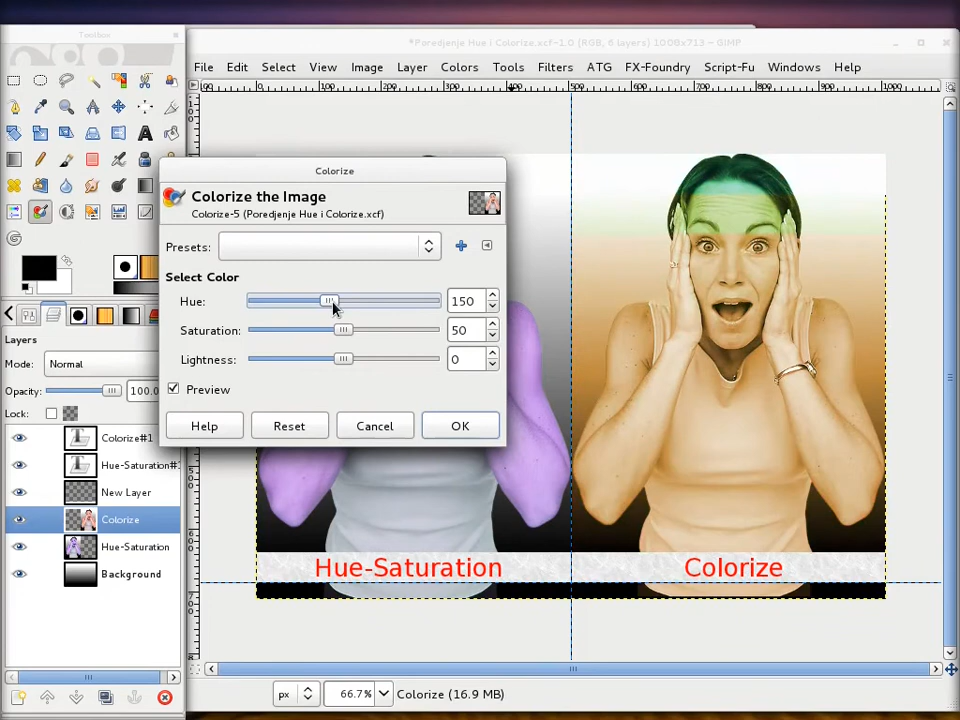 Toolbox
*Poredjenje Hue i Colorize.xcf-1.0 (RGB, 6 layers) 1000x713 – GIMP
File Edit Select View Image Layer Colors Tools Filters ATG FX-Foundry Script-Fu Windows Help
Colorize
Colorize the Image
Colorize-5 (Poredjenje Hue i Colorize.xcf)
Presets:
Select Color
Hue: 150
Saturation: 50
Lightness: 0
Preview
Help Reset Cancel OK
Layers
Mode: Normal
Opacity: 100.0
Lock:
Colorize#1
Hue-Saturation#1
New Layer
Colorize
Hue-Saturation
Background
Hue-Saturation Colorize
px 66.7% Colorize (16.9 MB)